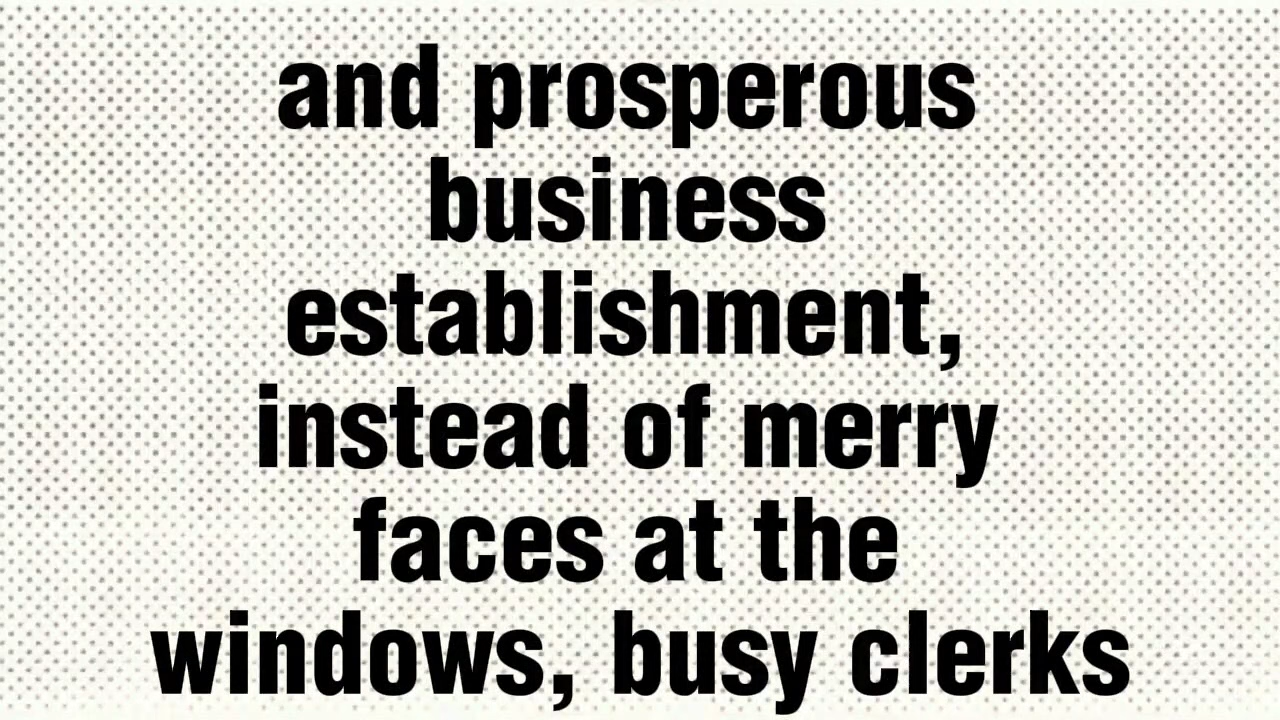 and prosperous
business
establishment,
instead of merry
faces at the
windows, busy clerks